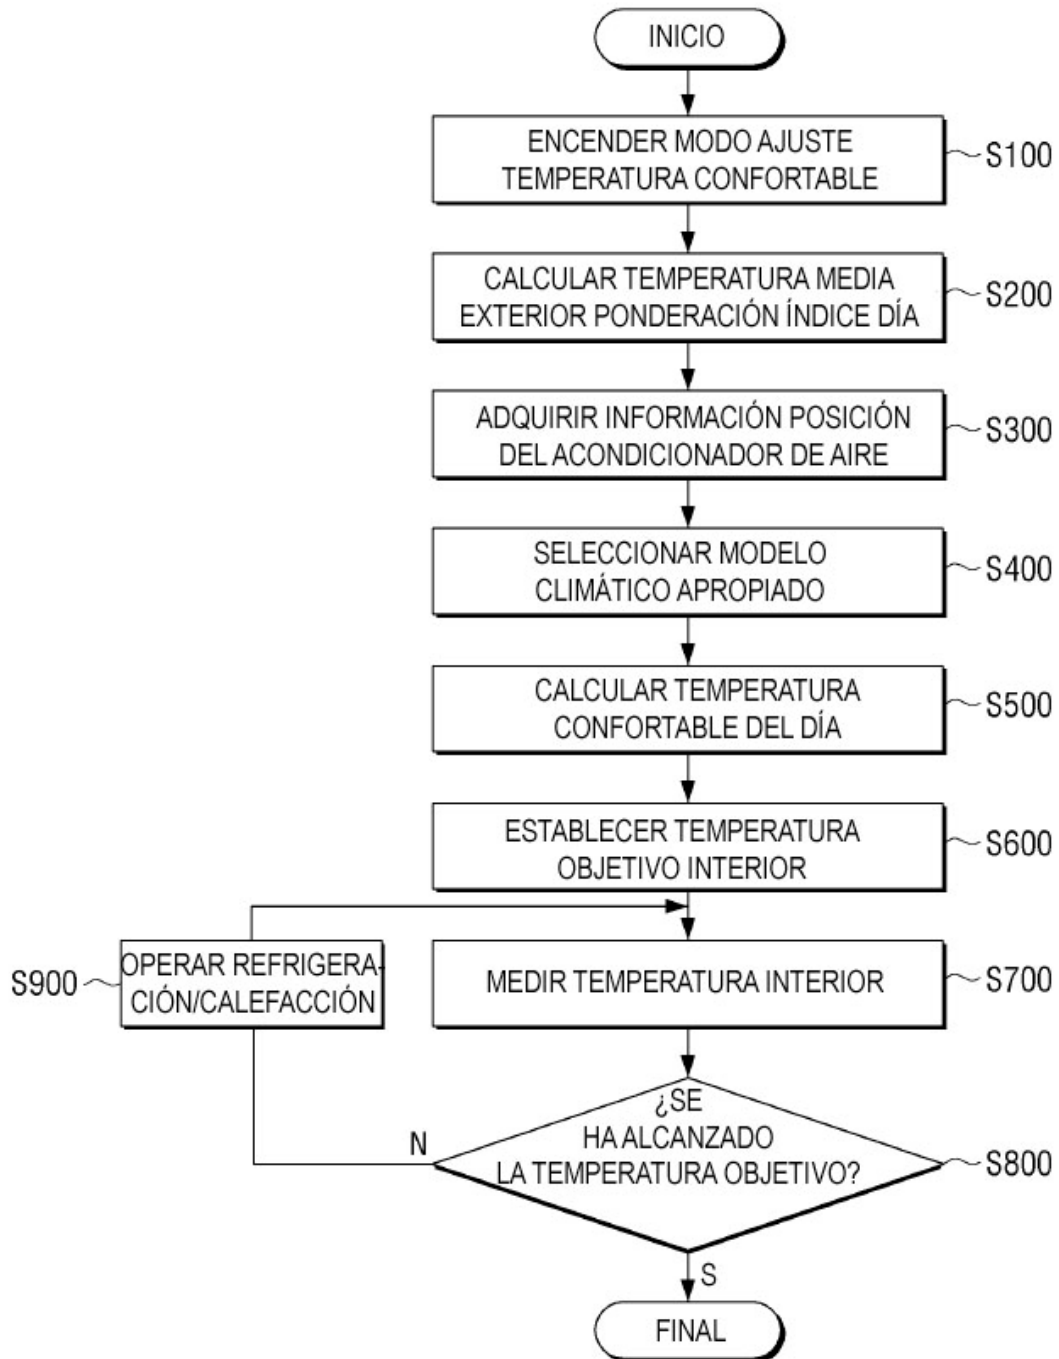 INICIO
ENCENDER MODO AJUSTE
TEMPERATURA CONFORTABLE
S100
CALCULAR TEMPERATURA MEDIA
EXTERIOR PONDERACIÓN ÍNDICE DÍA
S200
ADQUIRIR INFORMACIÓN POSICIÓN
DEL ACONDICIONADOR DE AIRE
S300
SELECCIONAR MODELO
CLIMÁTICO APROPIADO
S400
CALCULAR TEMPERATURA
CONFORTABLE DEL DÍA
S500
ESTABLECER TEMPERATURA
OBJETIVO INTERIOR
S600
S900
OPERAR REFRIGERA-
CIÓN/CALEFACCIÓN
MEDIR TEMPERATURA INTERIOR
S700
N
¿SE
HA ALCANZADO
LA TEMPERATURA OBJETIVO?
S800
S
FINAL